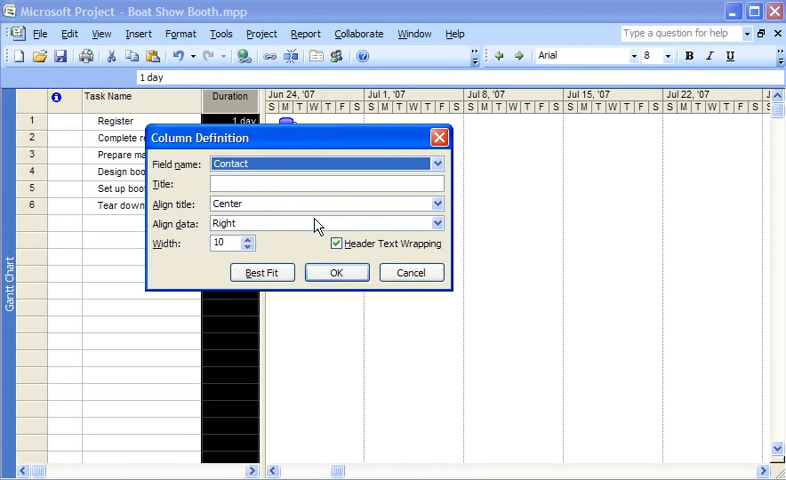 Microsoft Project - Boat Show Booth.mpp
File Edit View Insert Format Tools Project Report Collaborate Window Help
Type a question for help
Arial 8 B I U
1 day
Task Name Duration Jun 24, '07 Jul 1, '07 Jul 8, '07 Jul 15, '07 Jul 22, '07
S M T W T F S S M T W T F S S M T W T F S S M T W T F S S M T W T F S
1 Register 1 day
2 Complete
3 Prepare
4 Design
5 Set up
6 Tear down
Column Definition
Field name: Contact
Title:
Align title: Center
Align data: Right
Width: 10 Header Text Wrapping
Best Fit OK Cancel
Gantt Chart